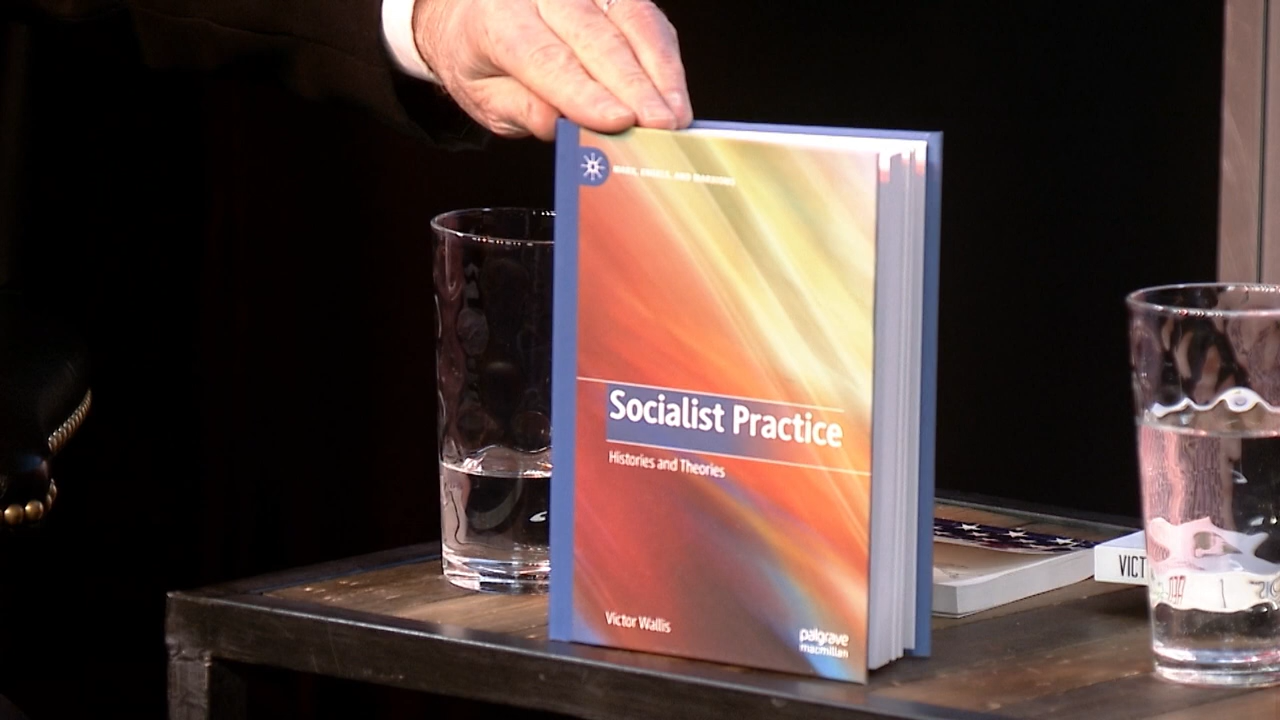 MARX, ENGELS, AND MARXISMS
Socialist Practice
Histories and Theories
Victor Wallis
palgrave
macmillan
VICT